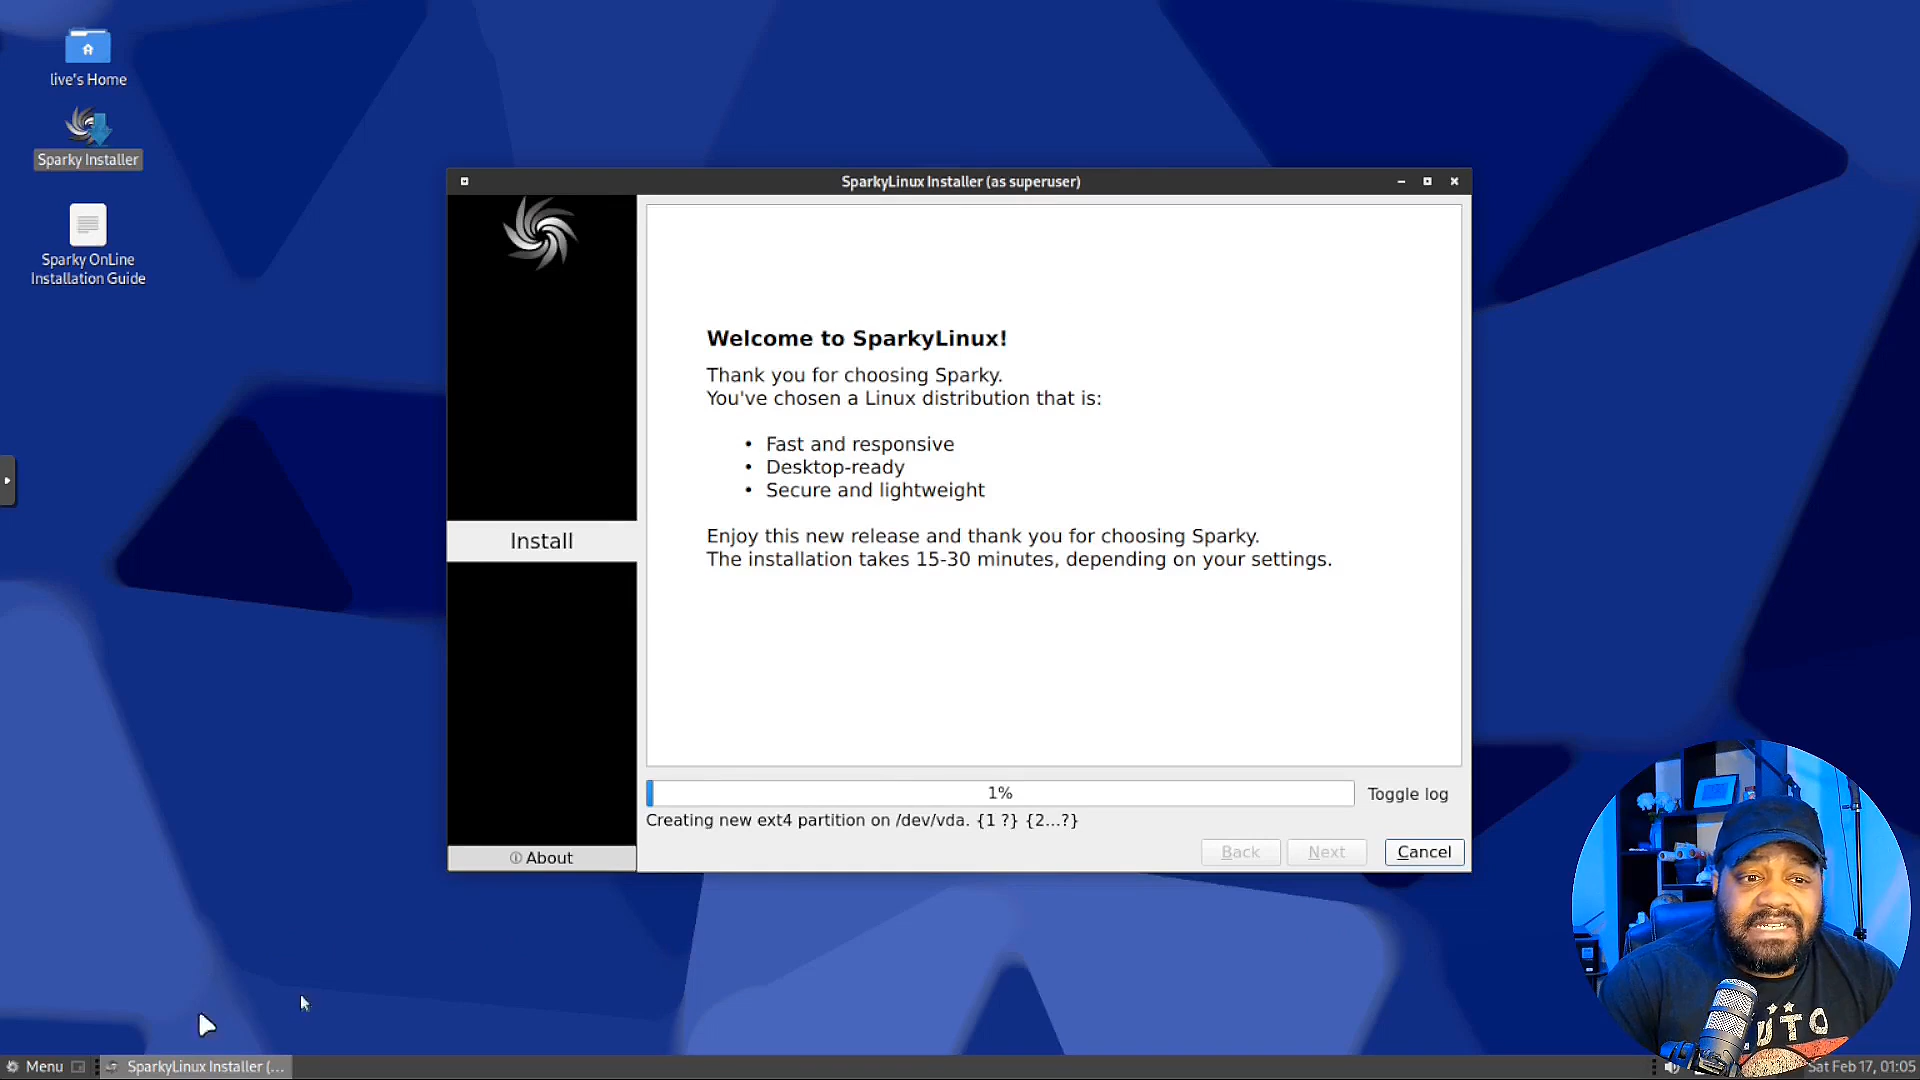 live's Home
Sparky Installer
Sparky OnLine
Installation Guide
SparkyLinux Installer (as superuser)
Welcome to SparkyLinux!
Thank you for choosing Sparky.
You've chosen a Linux distribution that is:
• Fast and responsive
• Desktop-ready
• Secure and lightweight
Enjoy this new release and thank you for choosing Sparky.
The installation takes 15-30 minutes, depending on your settings.
Install
1%
Toggle log
Creating new ext4 partition on /dev/vda. {1 ?} {2...?}
About
Back
Next
Cancel
UTO
Menu
SparkyLinux Installer (...
Sat Feb 17, 01:05